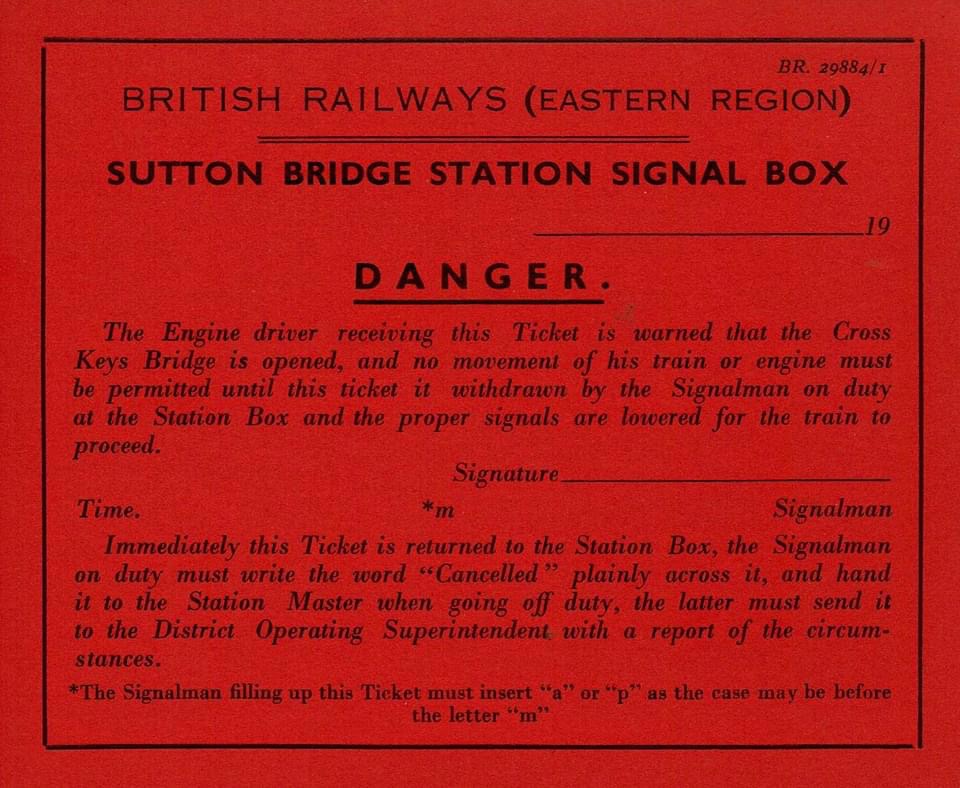 BR. 29884/1
BRITISH RAILWAYS (EASTERN REGION)
SUTTON BRIDGE STATION SIGNAL BOX
19
DANGER.
The Engine driver receiving this Ticket is warned that the Cross
Keys Bridge is opened, and no movement of his train or engine must
be permitted until this ticket it withdrawn by the Signalman on duty
at the Station Box and the proper signals are lowered for the train to
proceed.
Signature
Time. *m Signalman
Immediately this Ticket is returned to the Station Box, the Signalman
on duty must write the word “Cancelled” plainly across it, and hand
it to the Station Master when going off duty, the latter must send it
to the District Operating Superintendent with a report of the circum-
stances.
*The Signalman filling up this Ticket must insert “a” or “p” as the case may be before
the letter “m”